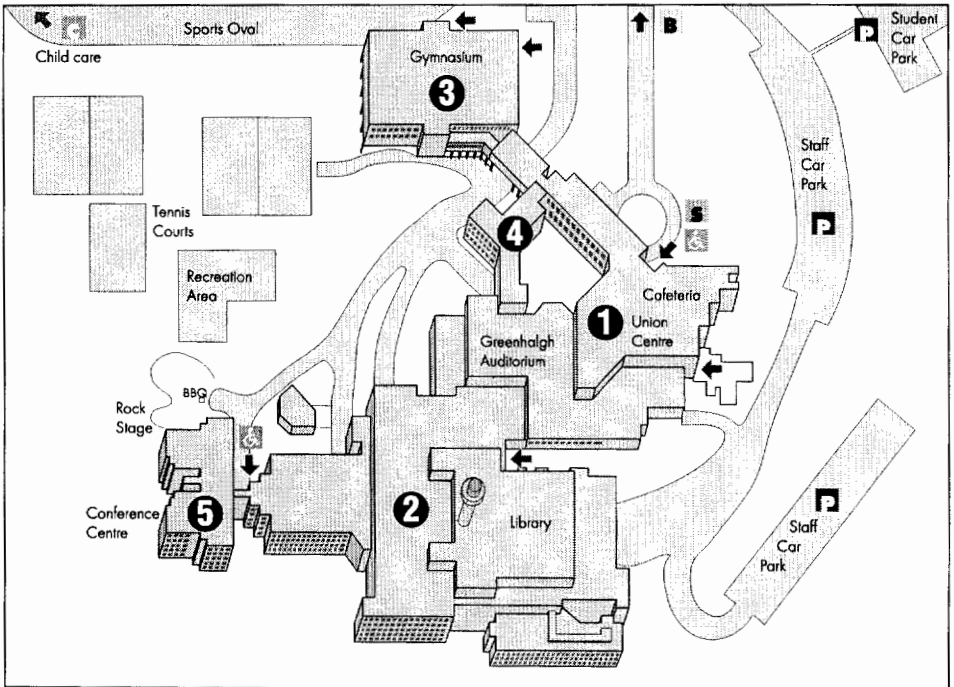 Sports Oval
Child care
Gymnasium
3
B
P
Student
Car
Park
Staff
Car
Park
P
Tennis
Courts
4
S
Recreation
Area
Cafeteria
1
Union
Centre
Greenhalgh
Auditorium
BBQ
Rock
Stage
Conference
Centre
5
2
Library
P
Staff
Car
Park